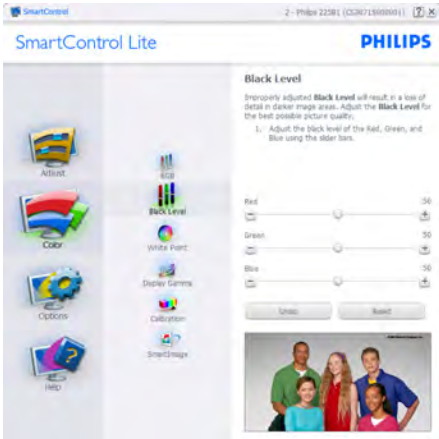 SmartControl
SmartControl Lite
PHILIPS
Black Level
Improperly adjusted Black Level will result in a loss of
detail in darker image areas. Adjust the Black Level for
the best possible picture quality.
1. Adjust the black level of the Red, Green, and
Blue using the slider bars.
Adjust
Color
Options
Help
RGB
Black Level
White Point
Display Gamma
Calibration
SmartImage
Red 50
Green 50
Blue 50
Undo Reset